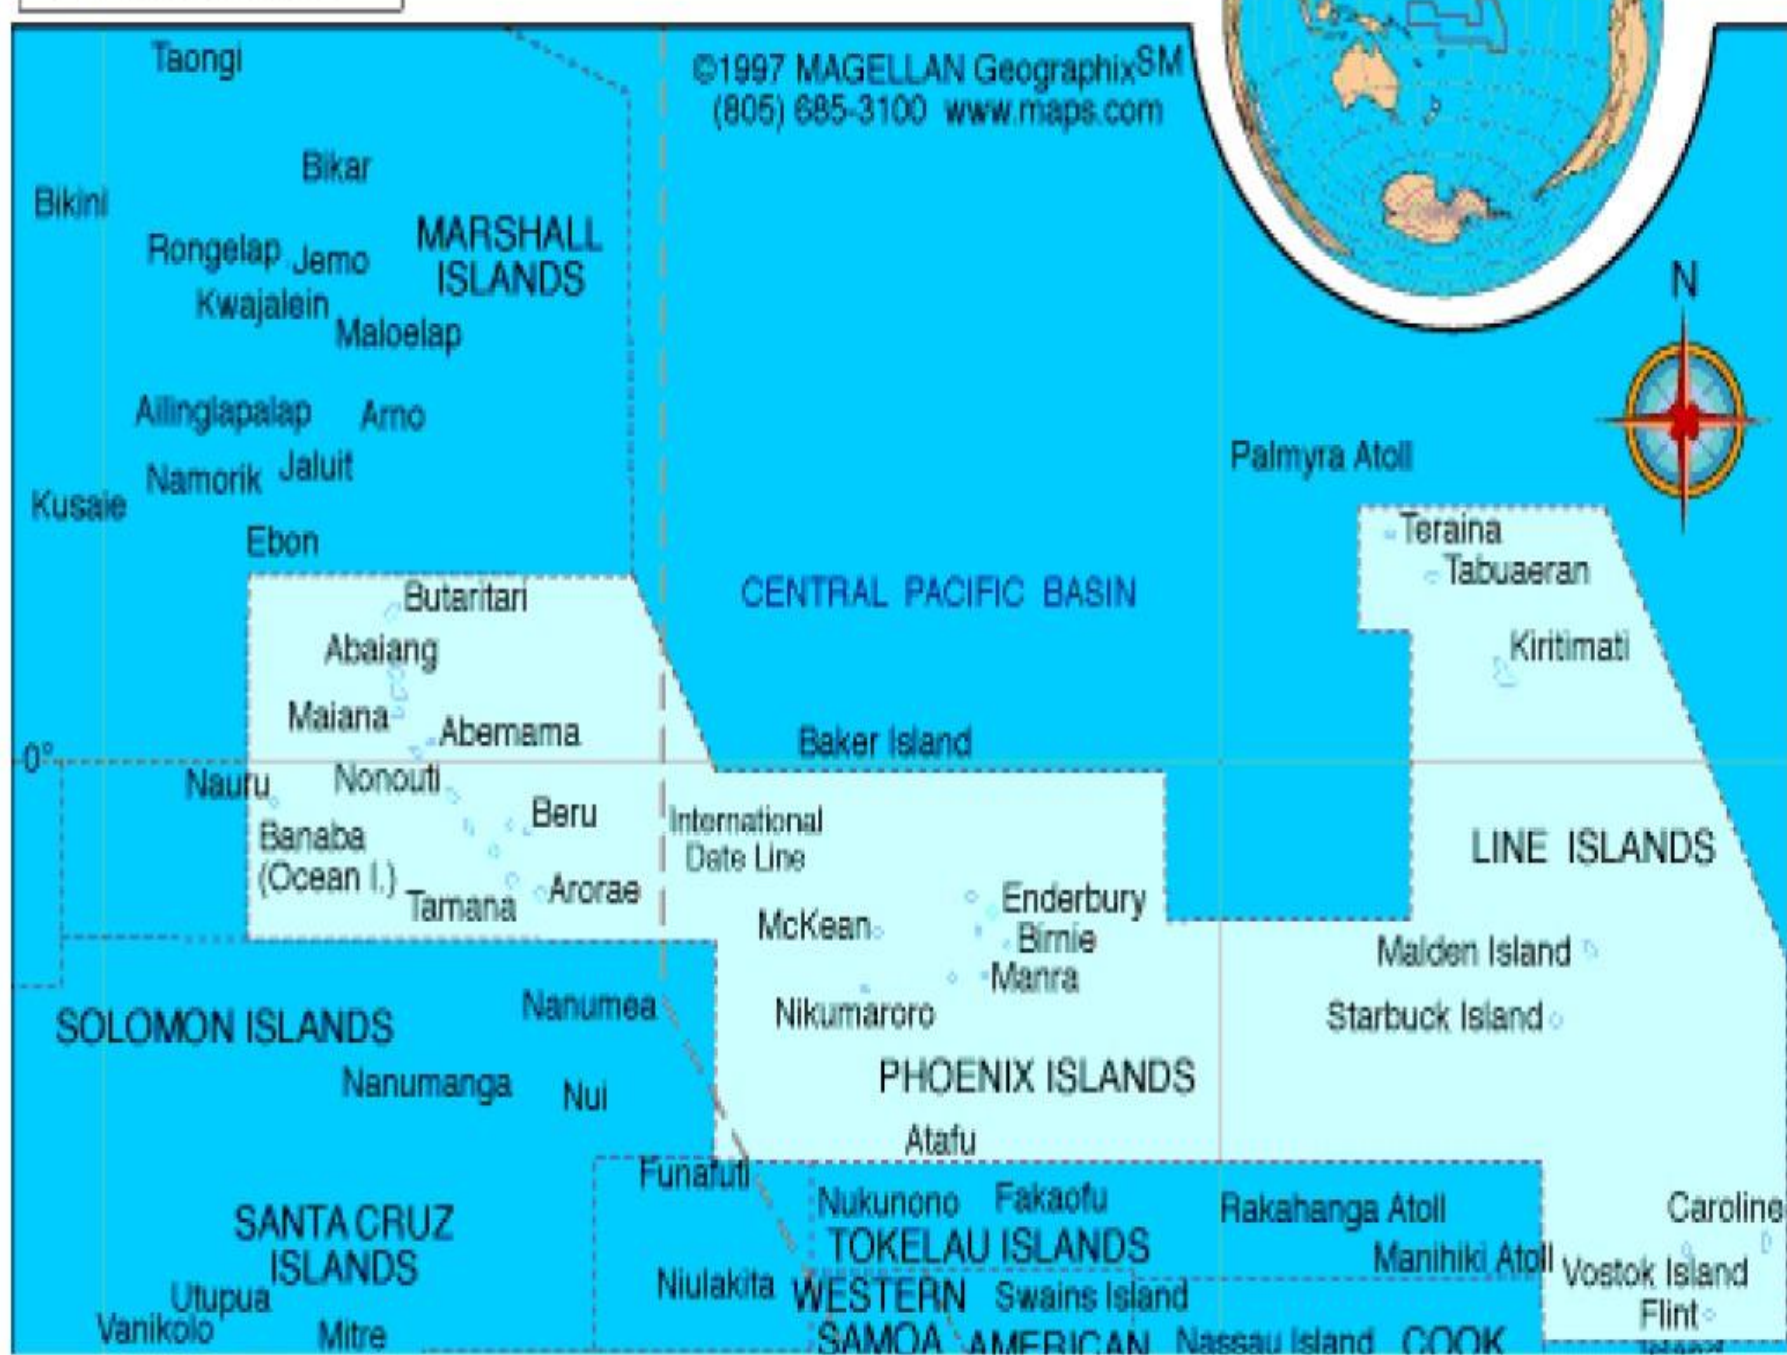 Taongi
©1997 MAGELLAN Geographix SM
(805) 685-3100 www.maps.com
Bikar
Bikini
MARSHALL
ISLANDS
Rongelap
Jemo
Kwajalein
Maloelap
N
Ailinglapalap
Arno
Jaluit
Namorik
Kusaie
Ebon
Palmyra Atoll
Teraina
Tabuaeran
Kiritimati
CENTRAL PACIFIC BASIN
Butaritari
Abaiang
Maiana
Abemama
Baker Island
0°
Nauru
Nonouti
Beru
Banaba
(Ocean I.)
Tamana
Arorae
International
Date Line
LINE ISLANDS
Enderbury
McKean
Birnie
Manra
Nikumaroro
Malden Island
Starbuck Island
Nanumea
SOLOMON ISLANDS
Nanumanga
Nui
PHOENIX ISLANDS
Atafu
Funafuti
Nukunono
Fakaofu
Rakahanga Atoll
Caroline
SANTA CRUZ
ISLANDS
TOKELAU ISLANDS
Manihiki Atoll
Vostok Island
Utupua
Niulakita
WESTERN
SAMOA
Swains Island
Flint
Vanikolo
Mitre
AMERICAN
Nassau Island
COOK